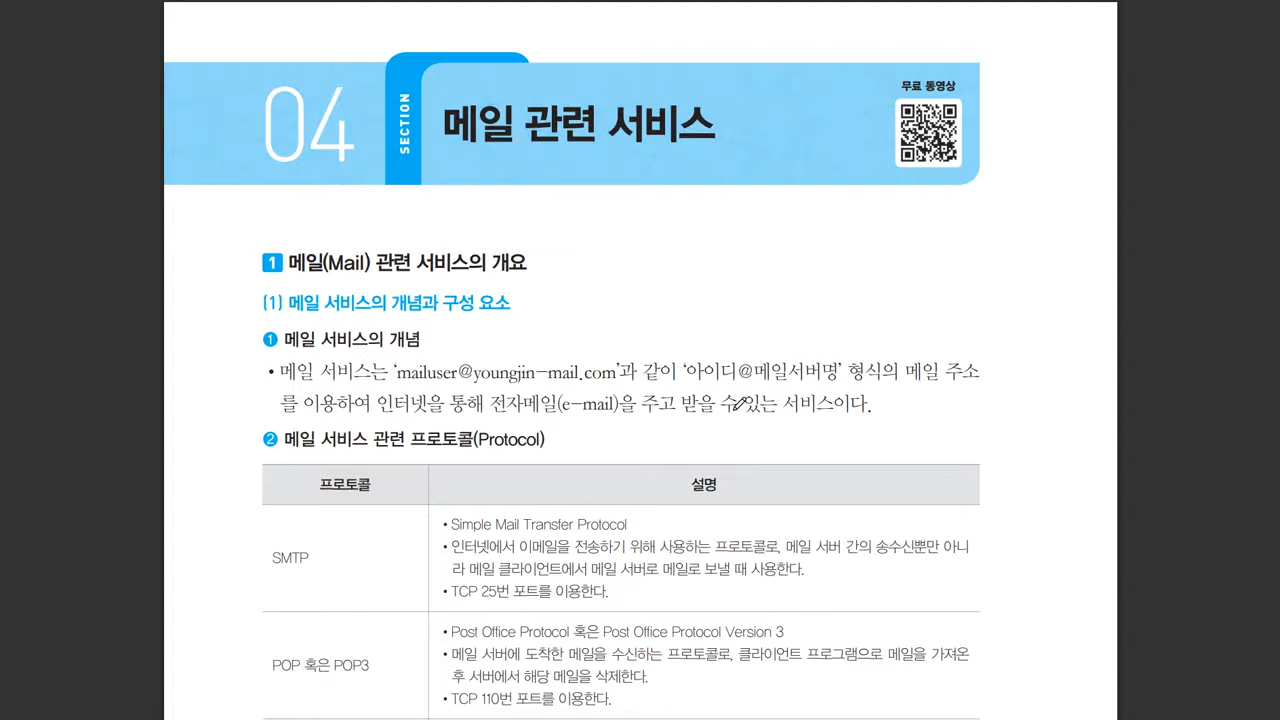 04
SECTION
메일 관련 서비스
무료 동영상
1 메일(Mail) 관련 서비스의 개요
(1) 메일 서비스의 개념과 구성 요소
1 메일 서비스의 개념
• 메일 서비스는 ‘mailuser@youngjin-mail.com’과 같이 ‘아이디@메일서버명’ 형식의 메일 주소
를 이용하여 인터넷을 통해 전자메일(e-mail)을 주고 받을 수 있는 서비스이다.
2 메일 서비스 관련 프로토콜(Protocol)
프로토콜 설명
SMTP
• Simple Mail Transfer Protocol
• 인터넷에서 이메일을 전송하기 위해 사용하는 프로토콜로, 메일 서버 간의 송수신뿐만 아니
라 메일 클라이언트에서 메일 서버로 메일로 보낼 때 사용한다.
• TCP 25번 포트를 이용한다.
POP 혹은 POP3
• Post Office Protocol 혹은 Post Office Protocol Version 3
• 메일 서버에 도착한 메일을 수신하는 프로토콜로, 클라이언트 프로그램으로 메일을 가져온
후 서버에서 해당 메일을 삭제한다.
• TCP 110번 포트를 이용한다.